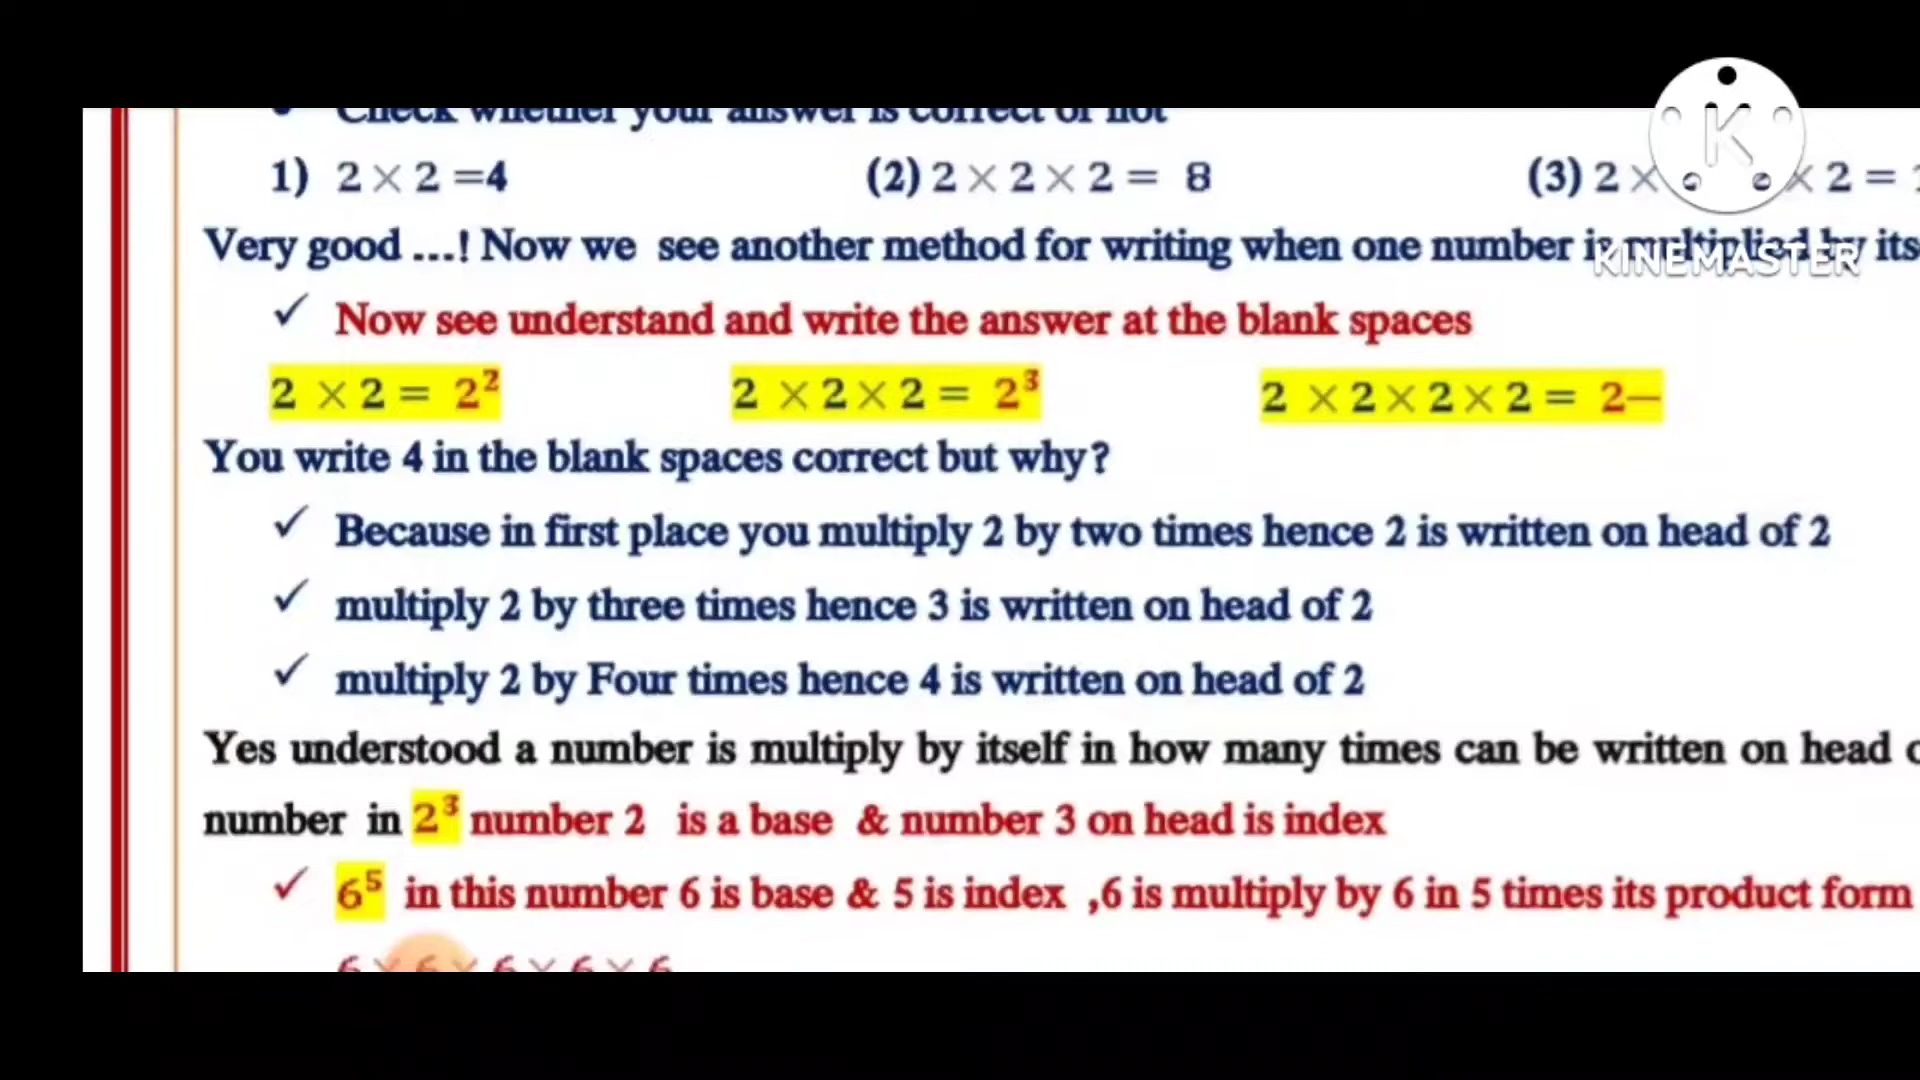 Check whether your answer is correct or not
1) 2 × 2 =4 (2) 2 × 2 × 2 = 8 (3) 2 × × 2 =
Very good ...! Now we see another method for writing when one number is multiplied by its
KINEMASTER
✓ Now see understand and write the answer at the blank spaces
2 × 2 = 2² 2 × 2 × 2 = 2³ 2 × 2 × 2 × 2 = 2—
You write 4 in the blank spaces correct but why?
✓ Because in first place you multiply 2 by two times hence 2 is written on head of 2
✓ multiply 2 by three times hence 3 is written on head of 2
✓ multiply 2 by Four times hence 4 is written on head of 2
Yes understood a number is multiply by itself in how many times can be written on head
number in 2³ number 2 is a base & number 3 on head is index
✓ 6⁵ in this number 6 is base & 5 is index ,6 is multiply by 6 in 5 times its product form
6 × 6 × 6 × 6 × 6